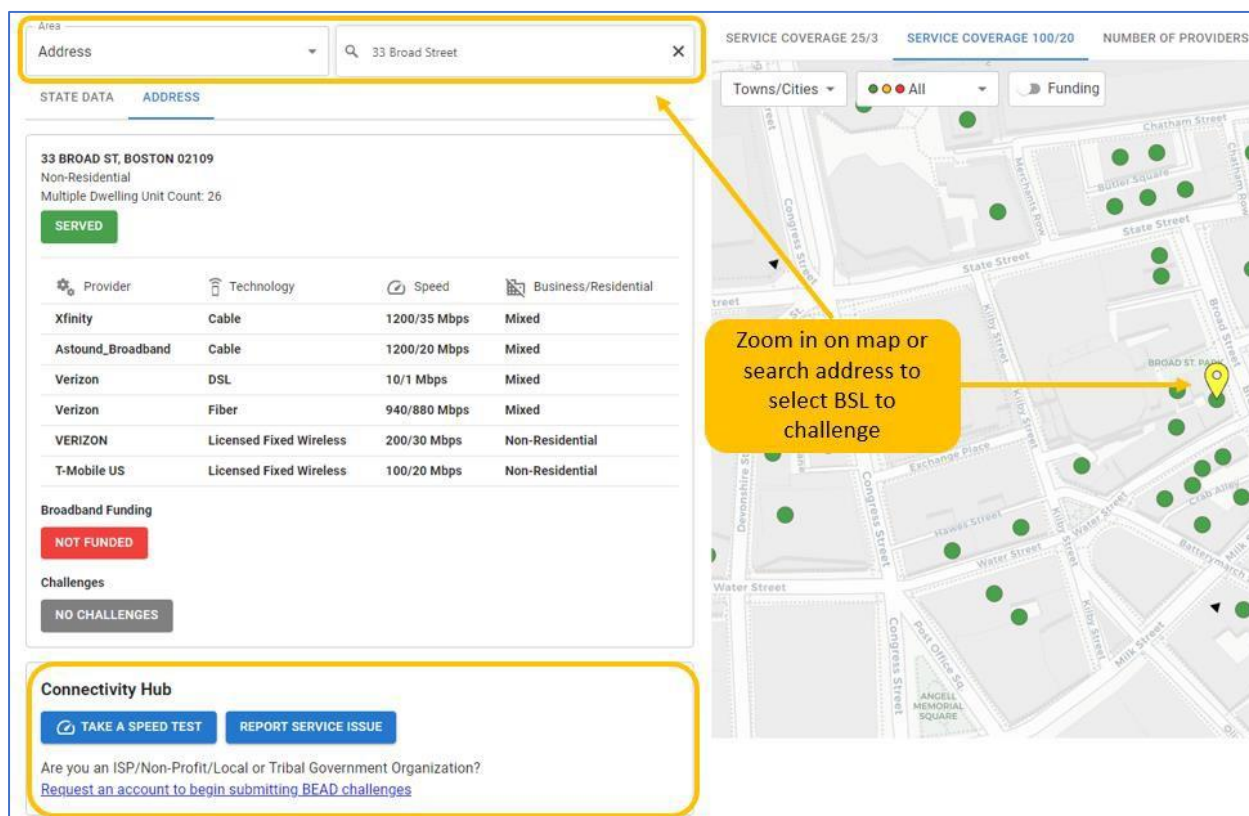 Area
Address
33 Broad Street
STATE DATA ADDRESS
33 BROAD ST, BOSTON 02109
Non-Residential
Multiple Dwelling Unit Count: 26
SERVED
Provider Technology Speed Business/Residential
Xfinity Cable 1200/35 Mbps Mixed
Astound_Broadband Cable 1200/20 Mbps Mixed
Verizon DSL 10/1 Mbps Mixed
Verizon Fiber 940/880 Mbps Mixed
VERIZON Licensed Fixed Wireless 200/30 Mbps Non-Residential
T-Mobile US Licensed Fixed Wireless 100/20 Mbps Non-Residential
Broadband Funding
NOT FUNDED
Challenges
NO CHALLENGES
Connectivity Hub
TAKE A SPEED TEST REPORT SERVICE ISSUE
Are you an ISP/Non-Profit/Local or Tribal Government Organization?
Request an account to begin submitting BEAD challenges
SERVICE COVERAGE 25/3 SERVICE COVERAGE 100/20 NUMBER OF PROVIDERS
Towns/Cities All Funding
Chatham Street
Chatham Row
Merchants Row
Butler Square
Congress Street
State Street
State Street
Kilby Street
Broad Street
BROAD ST. PARK
Zoom in on map or
search address to
select BSL to
challenge
Kilby Street
Exchange Place
Devonshire St
Congress Street
Crab Alley
Hawes Street
Water Street
Water Street
Water Street
Kilby Street
Batterymarch
Milk S
Milk Street
Congress Street
Post Office Sq
ANGELL
MEMORIAL
SQUARE